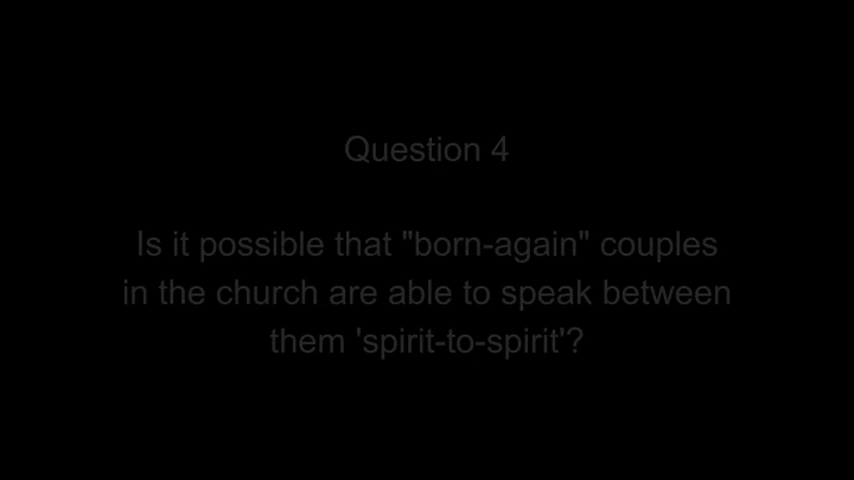 Question 4
Is it possible that "born-again" couples
in the church are able to speak between
them 'spirit-to-spirit'?